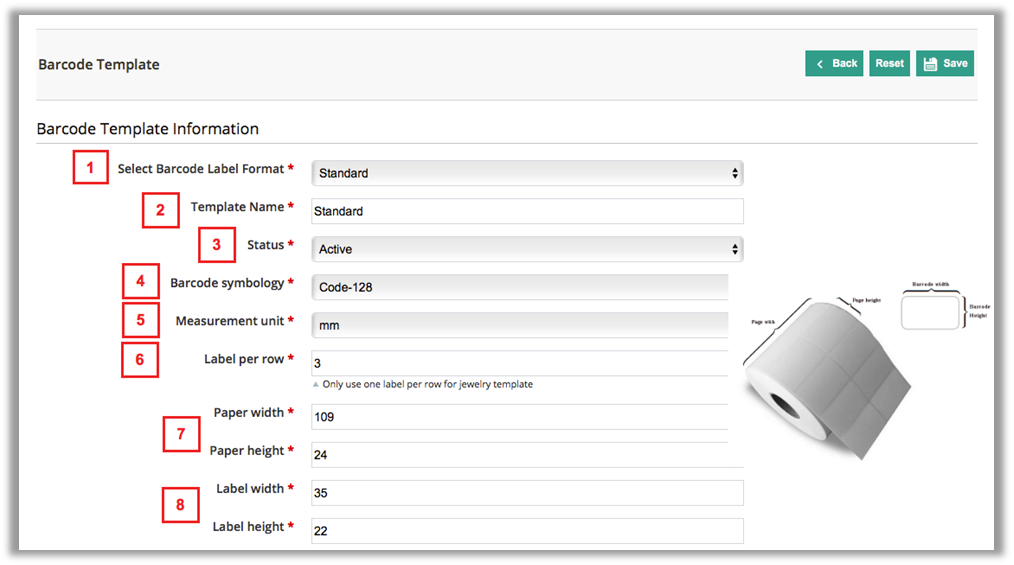 Barcode Template
Back Reset Save
Barcode Template Information
1 Select Barcode Label Format * Standard
2 Template Name * Standard
3 Status * Active
4 Barcode symbology * Code-128
5 Measurement unit * mm
6 Label per row * 3
Only use one label per row for jewelry template
7
Paper width * 109
Paper height * 24
8
Label width * 35
Label height * 22
Page with
Page height
Barcode width
Barcode
Height